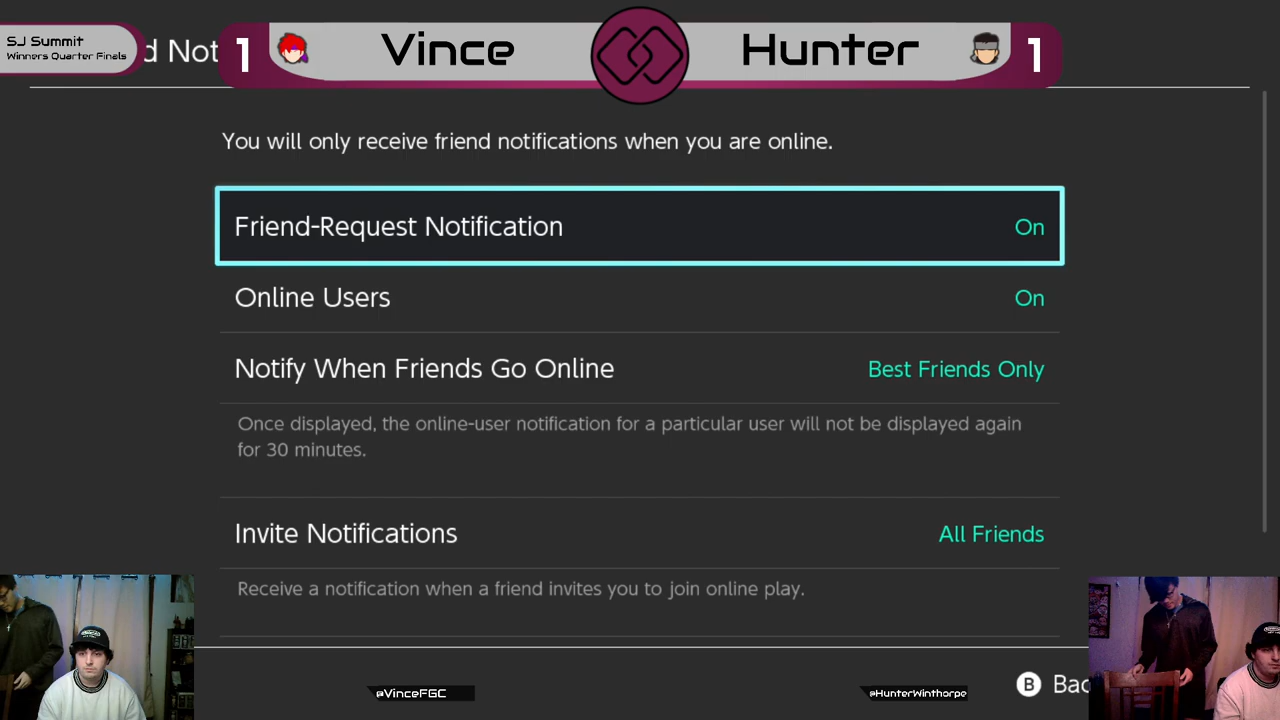 SJ Summit
Winners Quarter Finals
d Not
1
Vince
Hunter
1
You will only receive friend notifications when you are online.
Friend-Request Notification
On
Online Users
On
Notify When Friends Go Online
Best Friends Only
Once displayed, the online-user notification for a particular user will not be displayed again
for 30 minutes.
Invite Notifications
All Friends
Receive a notification when a friend invites you to join online play.
@VinceFGC
@HunterWinthorpe
B Bac